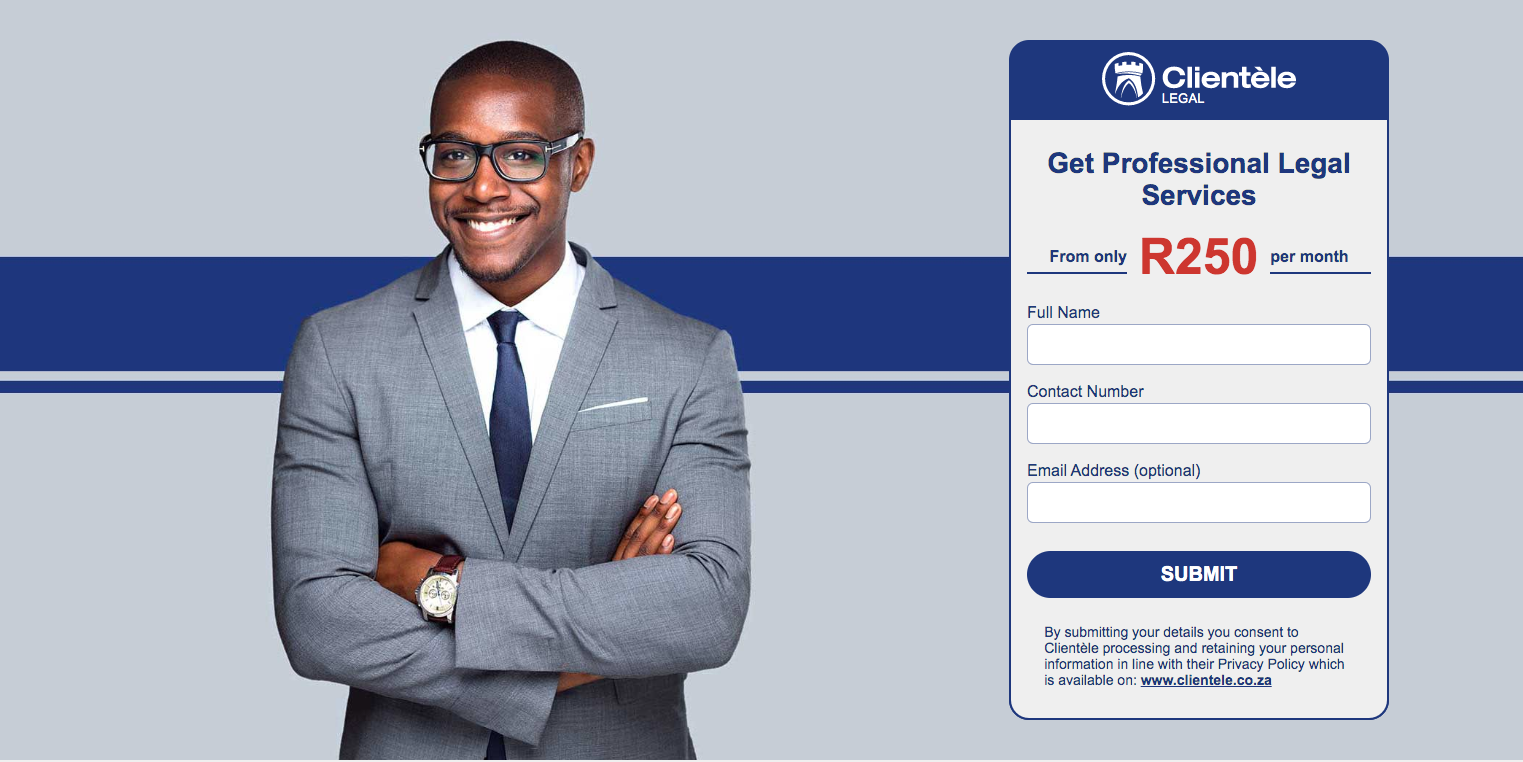 Clientèle
LEGAL
Get Professional Legal
Services
From only R250 per month
Full Name
Contact Number
Email Address (optional)
SUBMIT
By submitting your details you consent to
Clientèle processing and retaining your personal
information in line with their Privacy Policy which
is available on: www.clientele.co.za